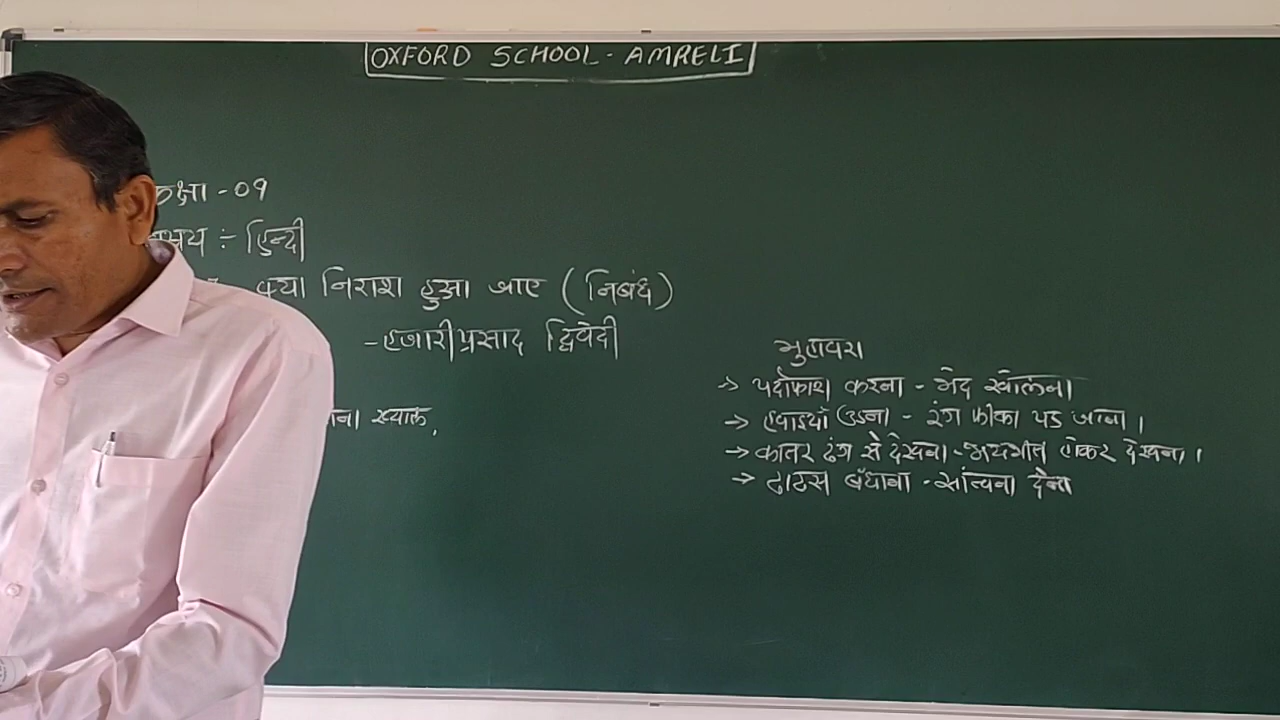 OXFORD SCHOOL - AMRELI
कक्षा - 09
विषय ÷ हिन्दी
क्या निराश हुआ जाए (निबंध)
- हजारीप्रसाद द्विवेदी
ख्याल,
मुहावरा
→ पर्दाफाश करना - भेद खोलना
→ हवाइयाँ उडना - रंग फीका पड जाना।
→ कातर ढंग से देखना - भयभीत होकर देखना।
→ ढाढस बँधाना - सांत्वना देना